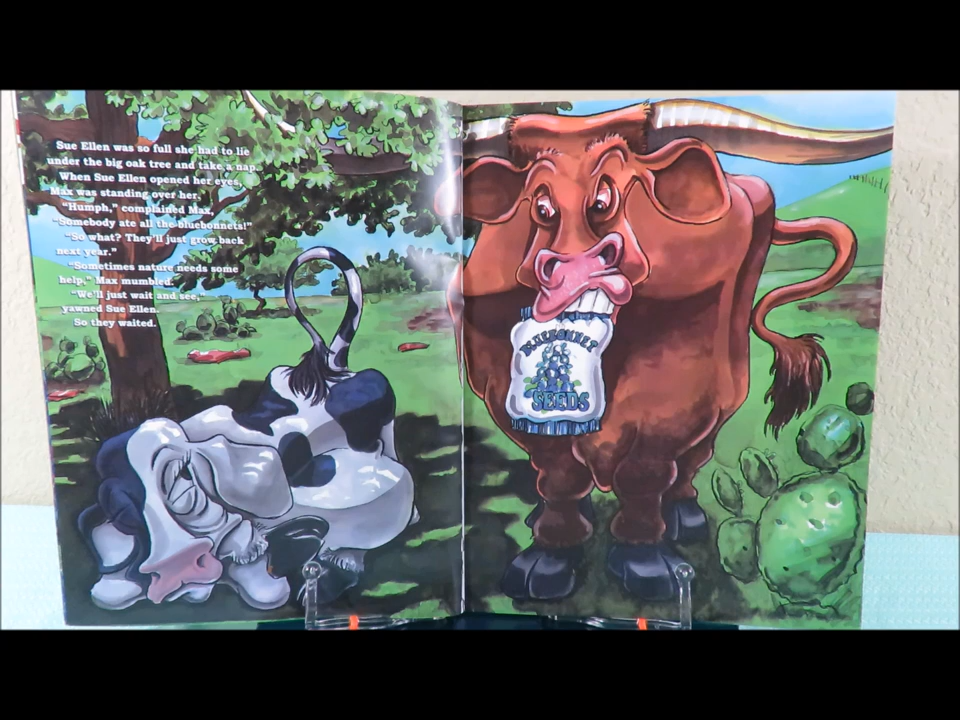 Sue Ellen was so full she had to lie
under the big oak tree and take a nap.
When Sue Ellen opened her eyes,
Max was standing over her.
“Humph,” complained Max,
“Somebody ate all the bluebonnets!”
“So what? They’ll just grow back
next year.”
“Sometimes nature needs some
help,” Max mumbled.
“We’ll just wait and see,”
yawned Sue Ellen.
So they waited.
BLUEBONNET
SEEDS